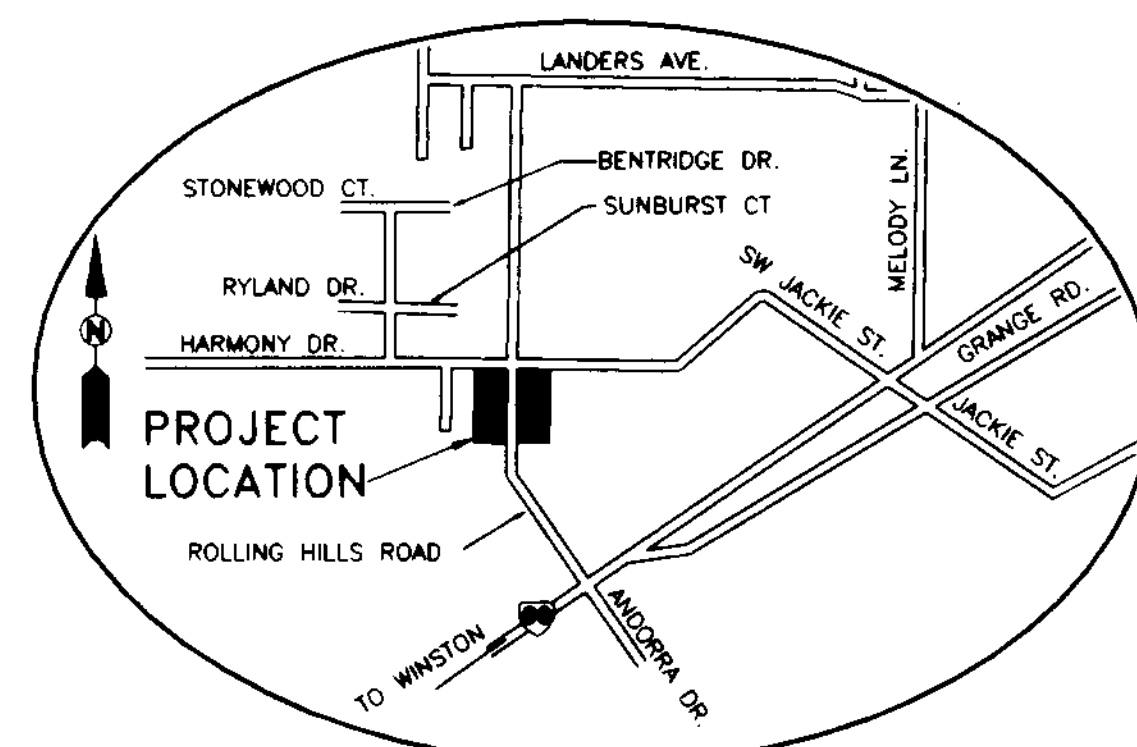 LANDERS AVE.
BENTRIDGE DR.
STONEWOOD CT.
SUNBURST CT
MELODY LN.
SW JACKIE ST.
RYLAND DR.
GRANGE RD.
N
HARMONY DR.
JACKIE ST.
PROJECT
LOCATION
ROLLING HILLS ROAD
ANDORRA DR.
TO WINSTON